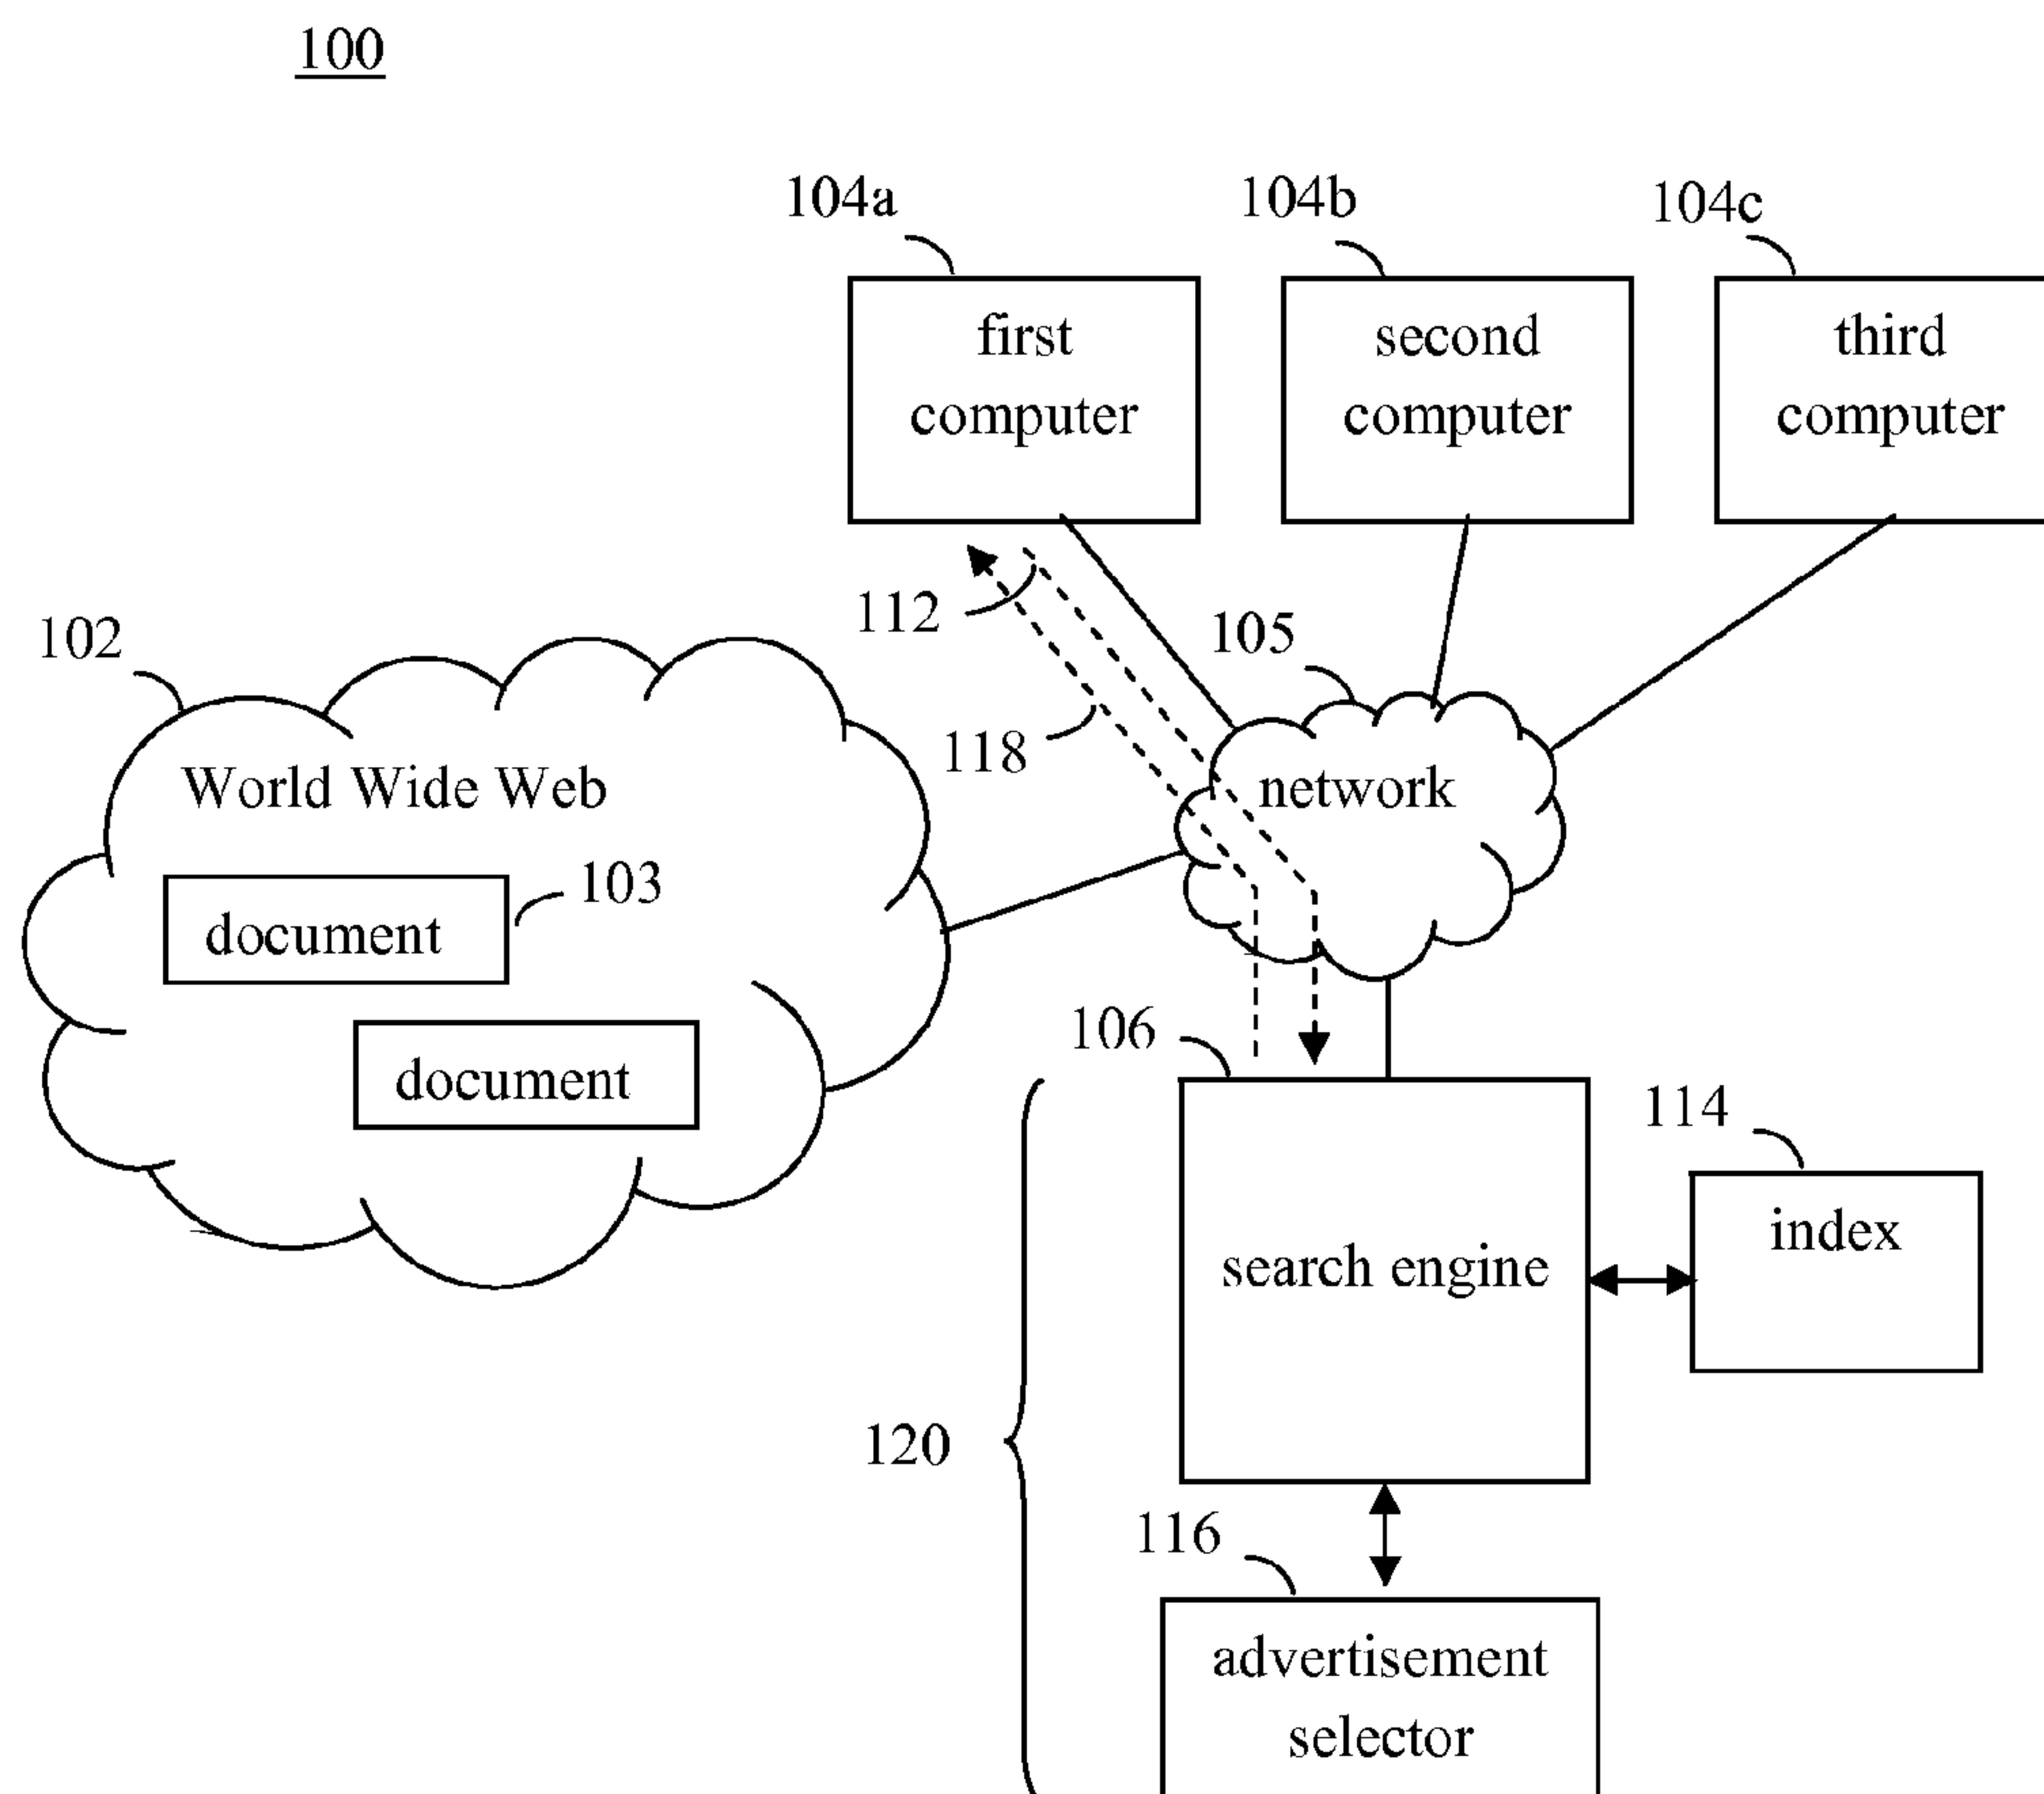 100
104a
104b
104c
first
computer
second
computer
third
computer
112
105
102
118
World Wide Web
network
103
document
106
document
114
index
search engine
120
116
advertisement
selector